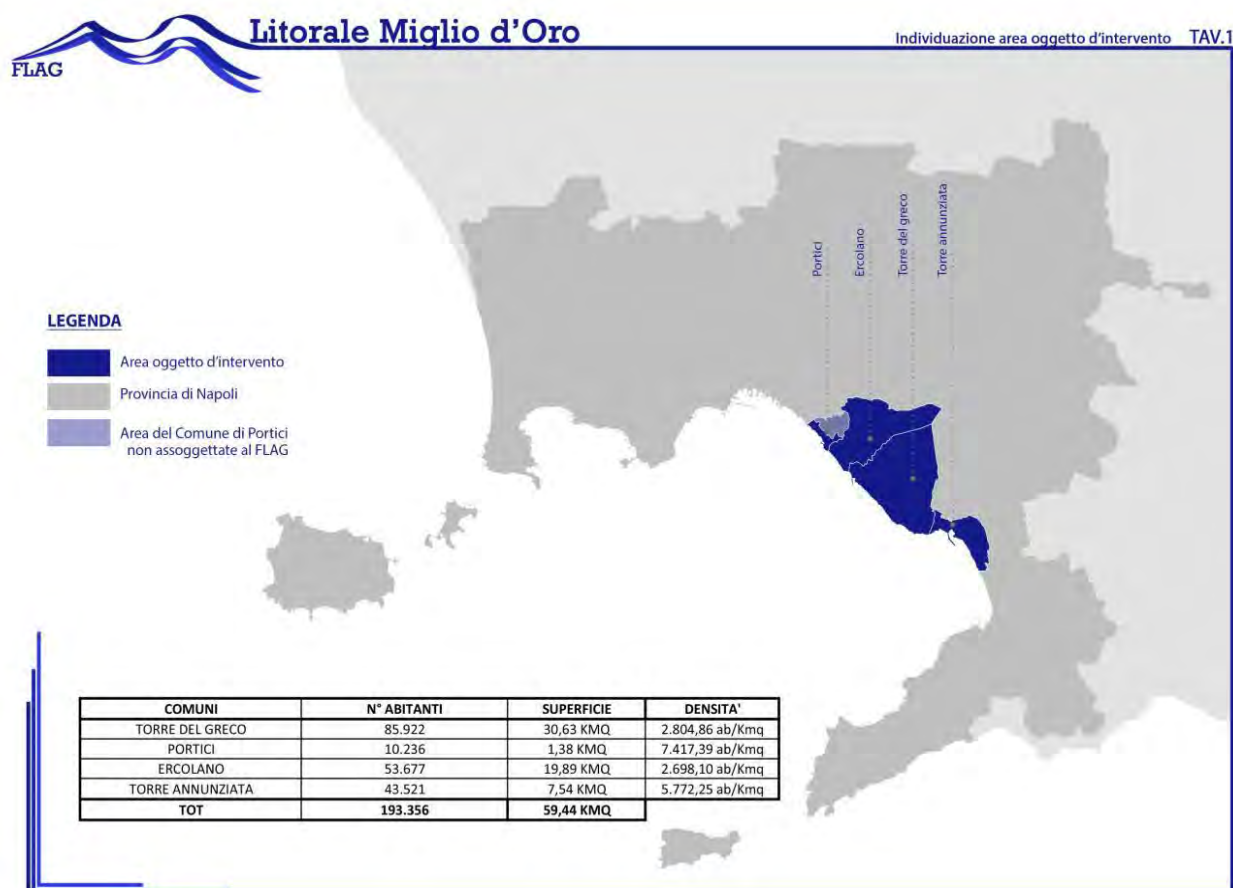 Litorale Miglio d'Oro
Individuazione area oggetto d'intervento TAV.1
FLAG
Portici
Ercolano
Torre del greco
Torre annunziata
LEGENDA
Area oggetto d'intervento
Provincia di Napoli
Area del Comune di Portici
non assoggettate al FLAG
COMUNI N° ABITANTI SUPERFICIE DENSITA'
TORRE DEL GRECO 85.922 30,63 KMQ 2.804,86 ab/Kmq
PORTICI 10.236 1,38 KMQ 7.417,39 ab/Kmq
ERCOLANO 53.677 19,89 KMQ 2.698,10 ab/Kmq
TORRE ANNUNZIATA 43.521 7,54 KMQ 5.772,25 ab/Kmq
TOT 193.356 59,44 KMQ